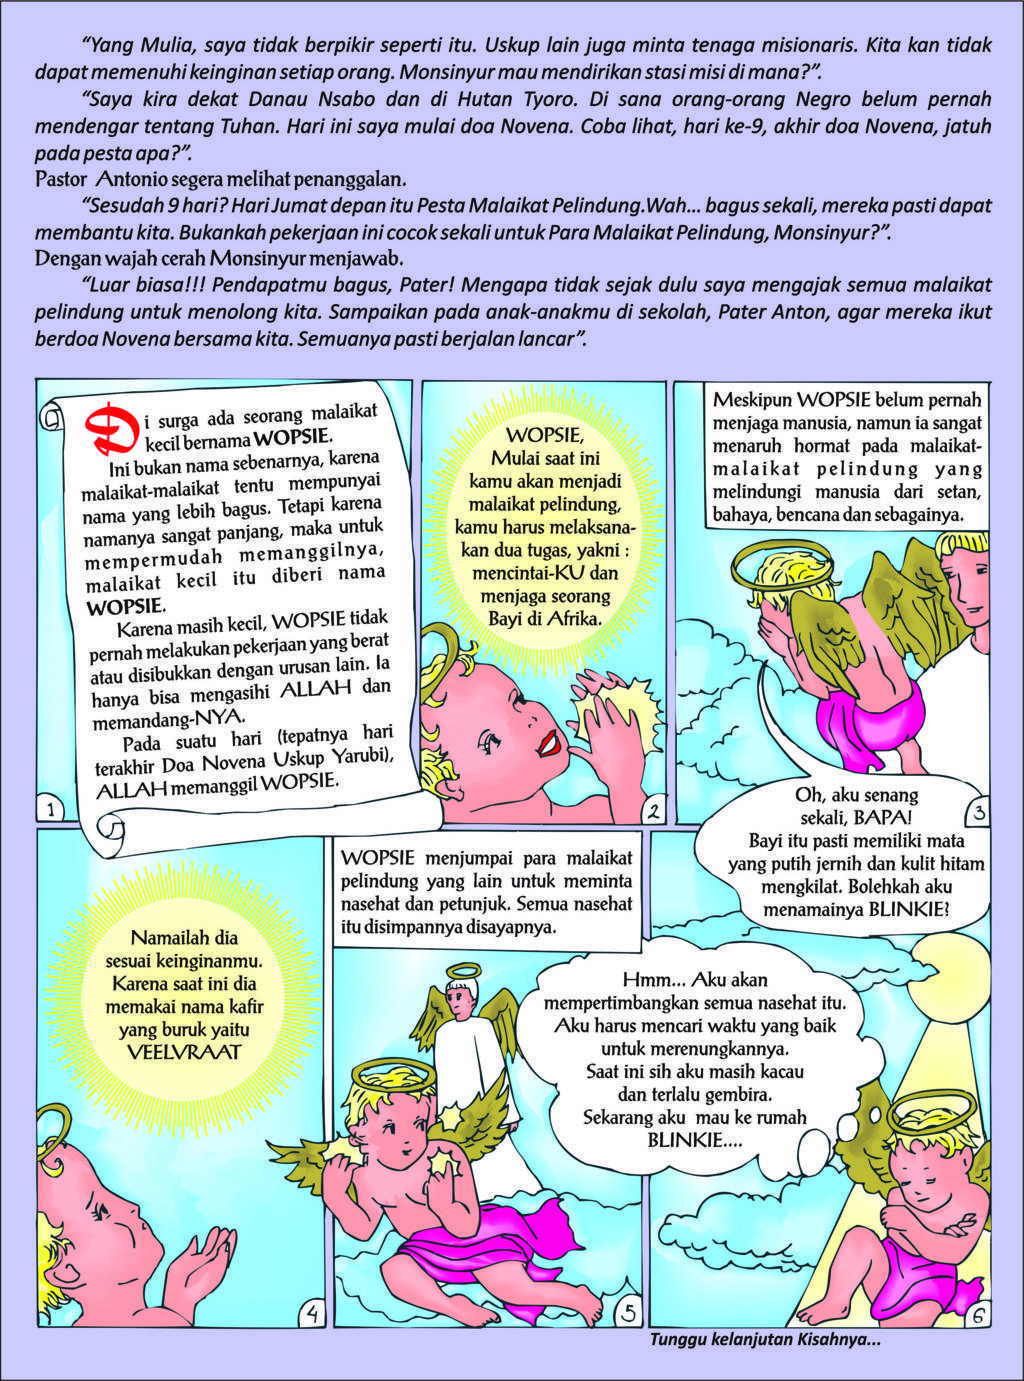 “Yang Mulia, saya tidak berpikir seperti itu. Uskup lain juga minta tenaga misionaris. Kita kan tidak
dapat memenuhi keinginan setiap orang. Monsinyur mau mendirikan stasi misi di mana?”.
“Saya kira dekat Danau Nsabo dan di Hutan Tyoro. Di sana orang-orang Negro belum pernah
mendengar tentang Tuhan. Hari ini saya mulai doa Novena. Coba lihat, hari ke-9, akhir doa Novena, jatuh
pada pesta apa?”.
Pastor Antonio segera melihat penanggalan.
“Sesudah 9 hari? Hari Jumat depan itu Pesta Malaikat Pelindung.Wah... bagus sekali, mereka pasti dapat
membantu kita. Bukankah pekerjaan ini cocok sekali untuk Para Malaikat Pelindung, Monsinyur?”.
Dengan wajah cerah Monsinyur menjawab.
“Luar biasa!!! Pendapatmu bagus, Pater! Mengapa tidak sejak dulu saya mengajak semua malaikat
pelindung untuk menolong kita. Sampaikan pada anak-anakmu di sekolah, Pater Anton, agar mereka ikut
berdoa Novena bersama kita. Semuanya pasti berjalan lancar”.
Di surga ada seorang malaikat
kecil bernama WOPSIE.
Ini bukan nama sebenarnya, karena
malaikat-malaikat tentu mempunyai
nama yang lebih bagus. Tetapi karena
namanya sangat panjang, maka untuk
mempermudah memanggilnya,
malaikat kecil itu diberi nama
WOPSIE.
Karena masih kecil, WOPSIE tidak
pernah melakukan pekerjaan yang berat
atau disibukkan dengan urusan lain. Ia
hanya bisa mengasihi ALLAH dan
memandang-NYA.
Pada suatu hari (tepatnya hari
terakhir Doa Novena Uskup Yarubi),
ALLAH memanggil WOPSIE.
1
WOPSIE,
Mulai saat ini
kamu akan menjadi
malaikat pelindung,
kamu harus melaksana-
kan dua tugas, yakni :
mencintai-KU dan
menjaga seorang
Bayi di Afrika.
2
Meskipun WOPSIE belum pernah
menjaga manusia, namun ia sangat
menaruh hormat pada malaikat-
malaikat pelindung yang
melindungi manusia dari setan,
bahaya, bencana dan sebagainya.
Oh, aku senang
sekali, BAPA!
Bayi itu pasti memiliki mata
yang putih jernih dan kulit hitam
mengkilat. Bolehkah aku
menamainya BLINKIE?
3
Namailah dia
sesuai keinginanmu.
Karena saat ini dia
memakai nama kafir
yang buruk yaitu
VEELVRAAT
4
WOPSIE menjumpai para malaikat
pelindung yang lain untuk meminta
nasehat dan petunjuk. Semua nasehat
itu disimpannya disayapnya.
5
Hmm... Aku akan
mempertimbangkan semua nasehat itu.
Aku harus mencari waktu yang baik
untuk merenungkannya.
Saat ini sih aku masih kacau
dan terlalu gembira.
Sekarang aku mau ke rumah
BLINKIE....
6
Tunggu kelanjutan Kisahnya...